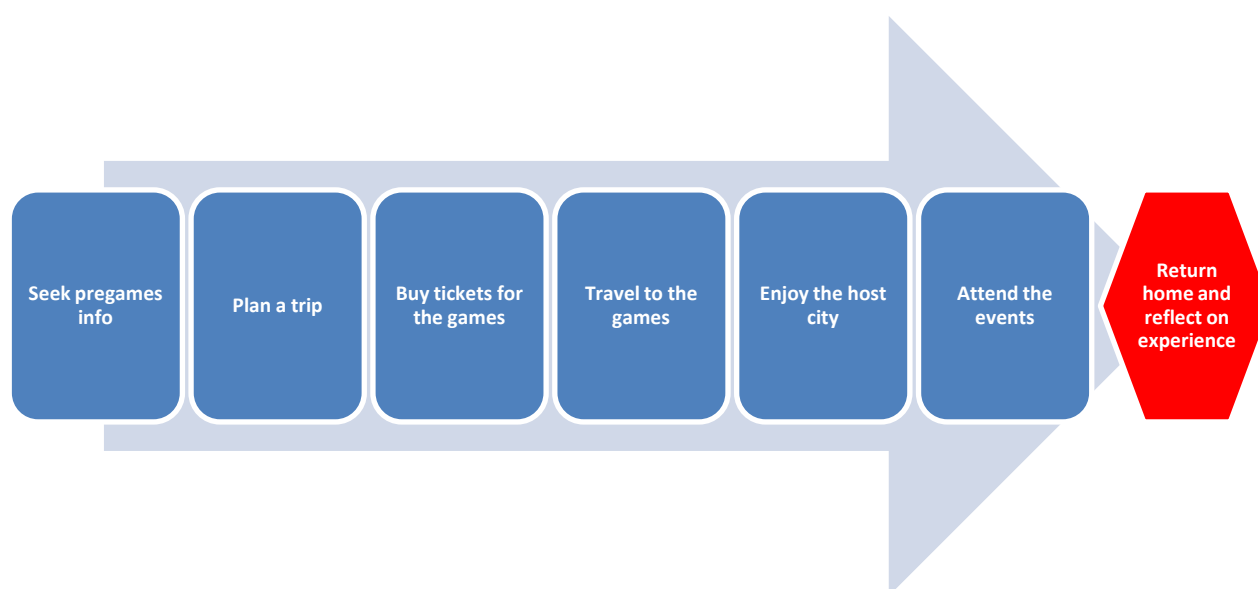 Seek pregames
info
Plan a trip
Buy tickets for
the games
Travel to the
games
Enjoy the host
city
Attend the
events
Return
home and
reflect on
experience